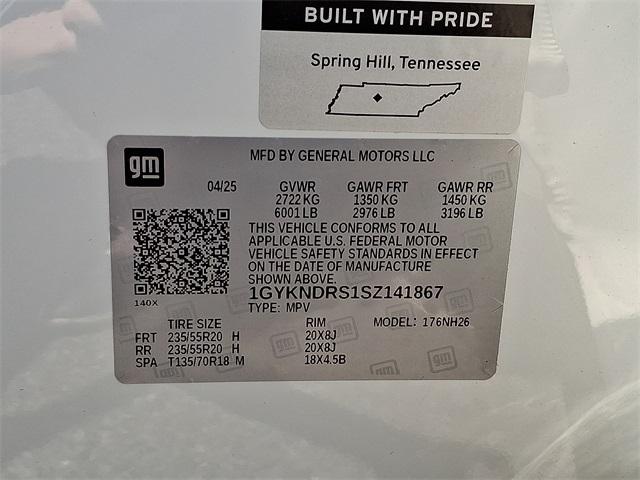 BUILT WITH PRIDE
Spring Hill, Tennessee
gm
MFD BY GENERAL MOTORS LLC
04/25 GVWR GAWR FRT GAWR RR
2722 KG 1350 KG 1450 KG
6001 LB 2976 LB 3196 LB
THIS VEHICLE CONFORMS TO ALL
APPLICABLE U.S. FEDERAL MOTOR
VEHICLE SAFETY STANDARDS IN EFFECT
ON THE DATE OF MANUFACTURE
SHOWN ABOVE.
140X
1GYKNDRS1SZ141867
TYPE: MPV
TIRE SIZE RIM MODEL: 176NH26
FRT 235/55R20 H 20X8J
RR 235/55R20 H 20X8J
SPA T135/70R18 M 18X4.5B